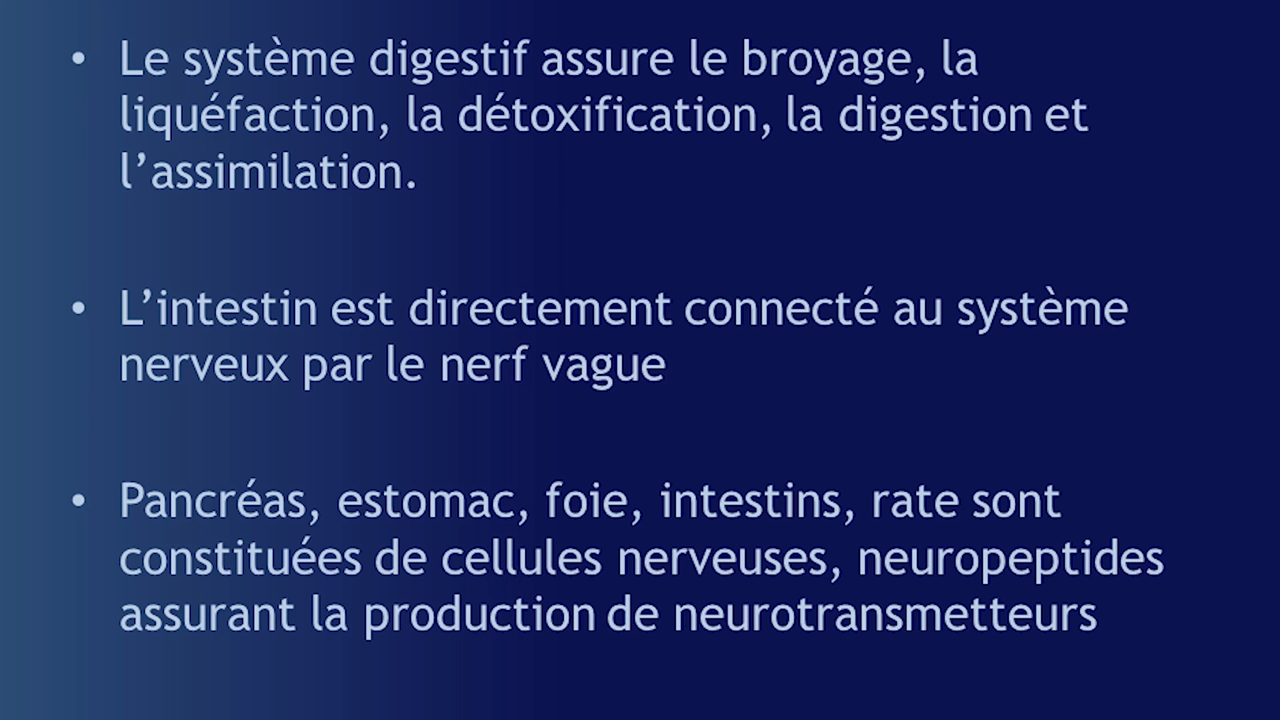 • Le système digestif assure le broyage, la
liquéfaction, la détoxification, la digestion et
l’assimilation.
• L’intestin est directement connecté au système
nerveux par le nerf vague
• Pancréas, estomac, foie, intestins, rate sont
constituées de cellules nerveuses, neuropeptides
assurant la production de neurotransmetteurs